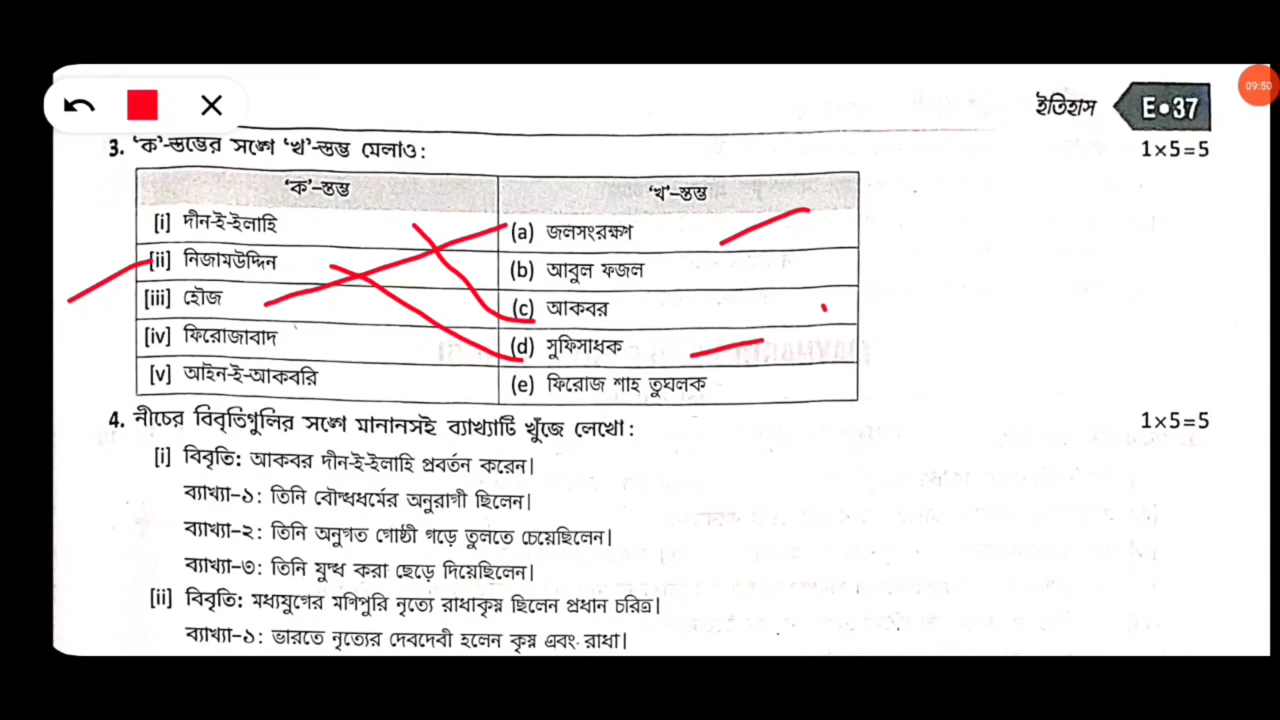 09:50
ইতিহাস E•37
3. ‘ক’-স্তম্ভের সঙ্গে ‘খ’-স্তম্ভ মেলাও: 1×5=5
‘ক’-স্তম্ভ ‘খ’-স্তম্ভ
[i] দীন-ই-ইলাহি (a) জলসংরক্ষণ
[ii] নিজামউদ্দিন (b) আবুল ফজল
[iii] হৌজ (c) আকবর
[iv] ফিরোজাবাদ (d) সুফিসাধক
[v] আইন-ই-আকবরি (e) ফিরোজ শাহ তুঘলক
4. নীচের বিবৃতিগুলির সঙ্গে মানানসই ব্যাখ্যাটি খুঁজে লেখো: 1×5=5
[i] বিবৃতি: আকবর দীন-ই-ইলাহি প্রবর্তন করেন।
ব্যাখ্যা-১: তিনি বৌদ্ধধর্মের অনুরাগী ছিলেন।
ব্যাখ্যা-২: তিনি অনুগত গোষ্ঠী গড়ে তুলতে চেয়েছিলেন।
ব্যাখ্যা-৩: তিনি যুদ্ধ করা ছেড়ে দিয়েছিলেন।
[ii] বিবৃতি: মধ্যযুগের মণিপুরি নৃত্যে রাধাকৃষ্ণ ছিলেন প্রধান চরিত্র।
ব্যাখ্যা-১: ভারতে নৃত্যের দেবদেবী হলেন কৃষ্ণ এবং রাধা।